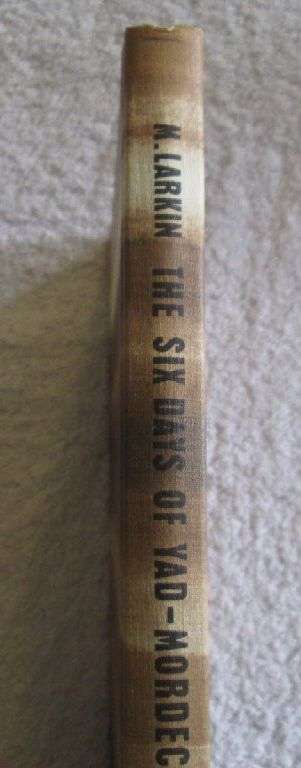 M. LARKIN THE SIX DAYS OF YAD-MORDEC